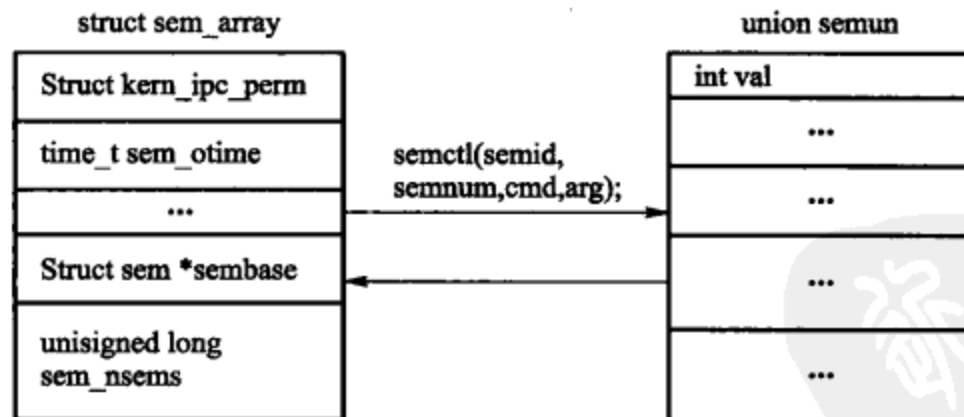 struct sem_array
union semun
Struct kern_ipc_perm
time_t sem_otime
...
Struct sem *sembase
unisigned long
sem_nsems
semctl(semid,
semnum,cmd,arg);
int val
...
...
...
...